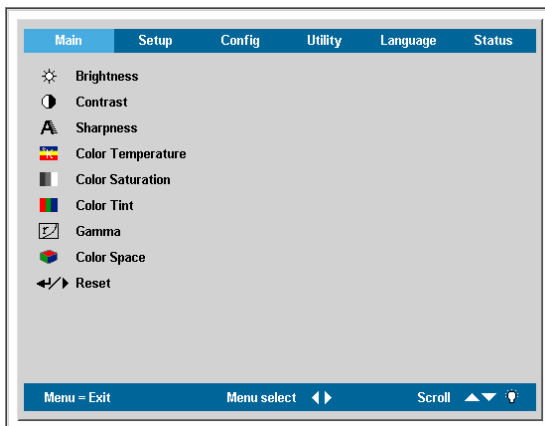 Main Setup Config Utility Language Status
Brightness
Contrast
Sharpness
Color Temperature
Color Saturation
Color Tint
Gamma
Color Space
Reset
Menu = Exit Menu select Scroll